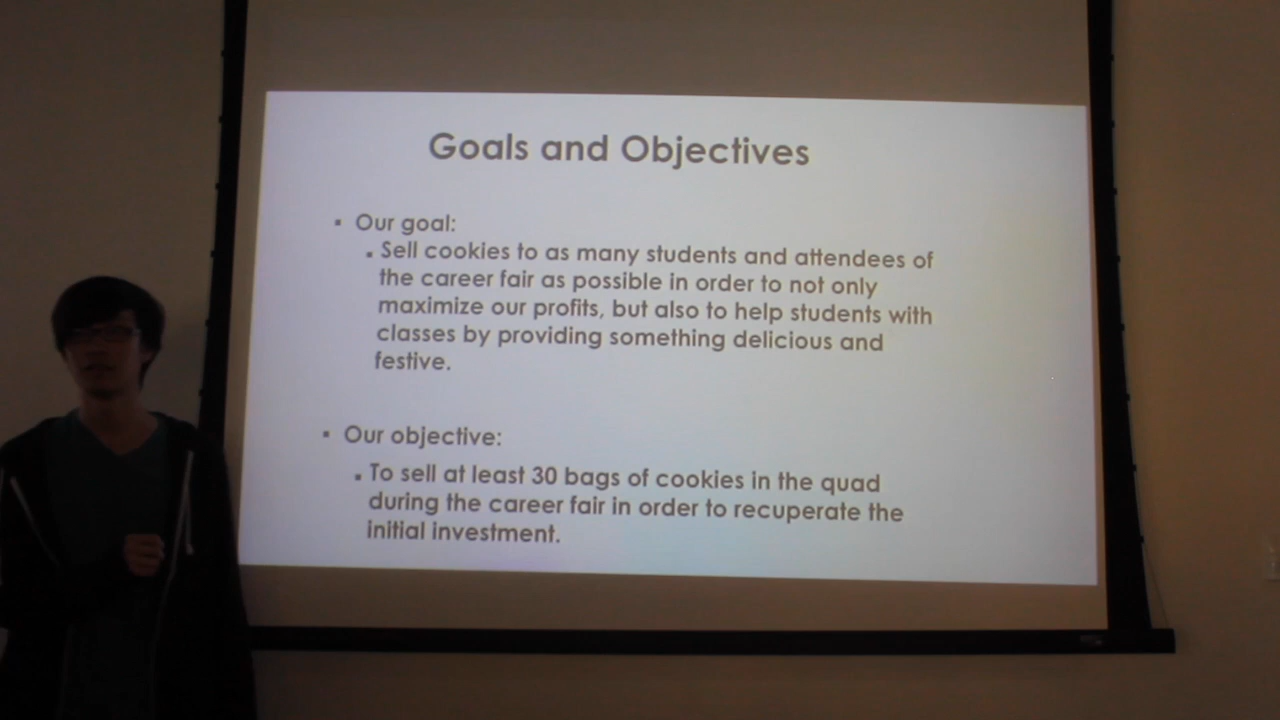 Goals and Objectives
▪ Our goal:
▪ Sell cookies to as many students and attendees of
the career fair as possible in order to not only
maximize our profits, but also to help students with
classes by providing something delicious and
festive.
▪ Our objective:
▪ To sell at least 30 bags of cookies in the quad
during the career fair in order to recuperate the
initial investment.